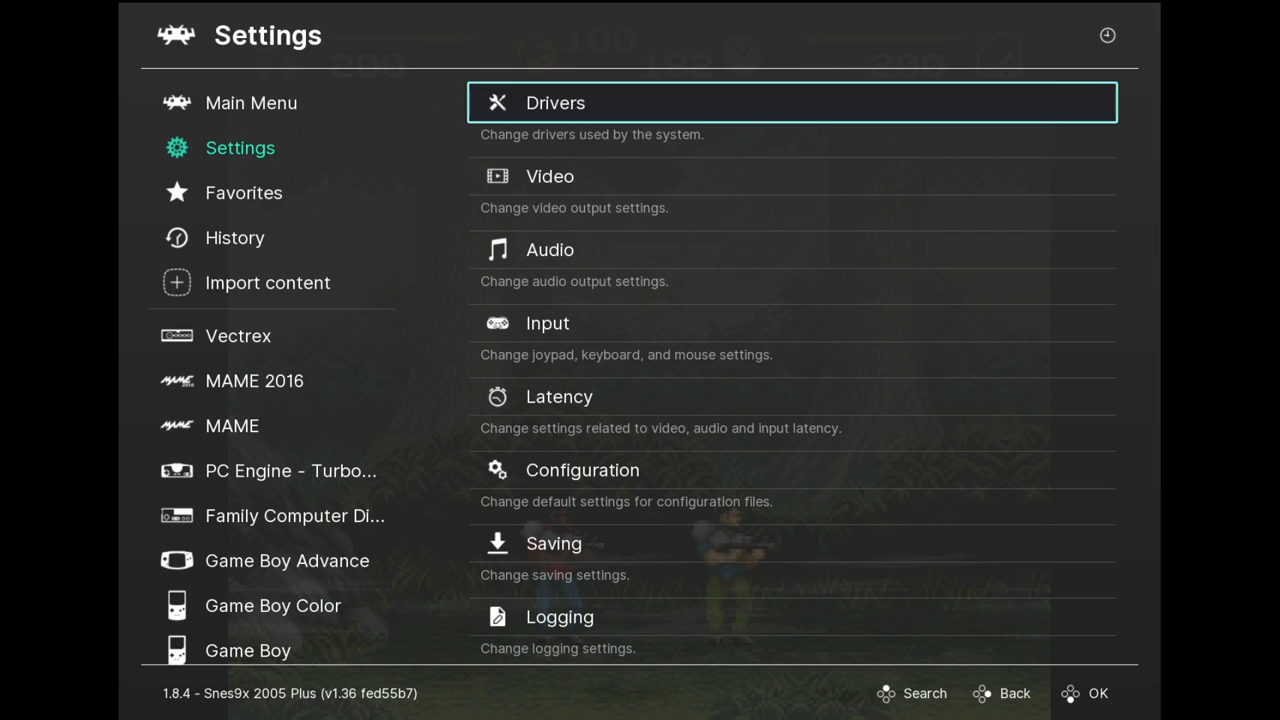 Settings
Main Menu
Settings
Favorites
History
Import content
Vectrex
MAME 2016
MAME
PC Engine - Turbo...
Family Computer Di...
Game Boy Advance
Game Boy Color
Game Boy
Drivers
Change drivers used by the system.
Video
Change video output settings.
Audio
Change audio output settings.
Input
Change joypad, keyboard, and mouse settings.
Latency
Change settings related to video, audio and input latency.
Configuration
Change default settings for configuration files.
Saving
Change saving settings.
Logging
Change logging settings.
1.8.4 - Snes9x 2005 Plus (v1.36 fed55b7)
Search
Back
OK